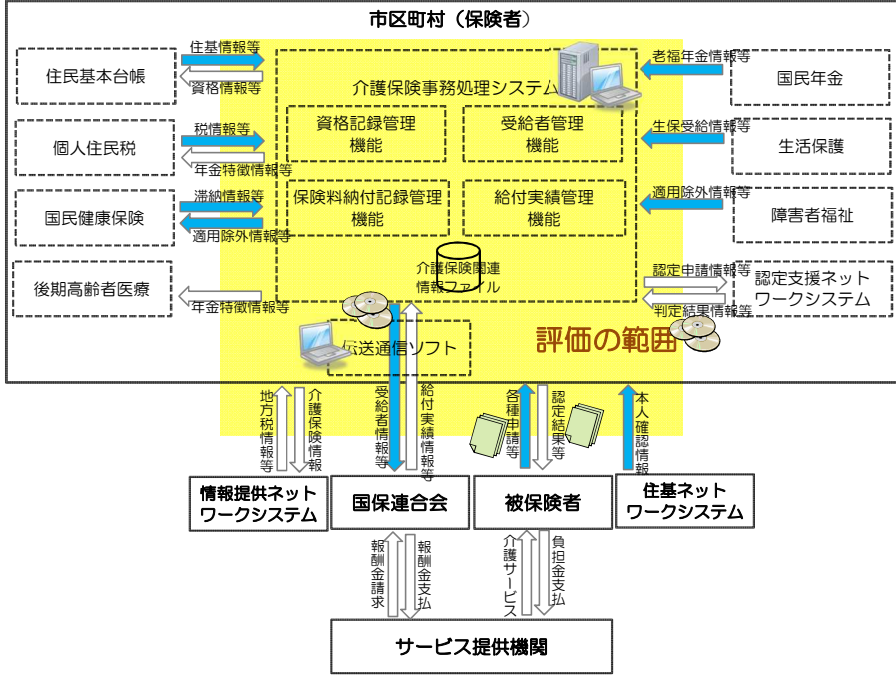 市区町村（保険者）
住基情報等
住民基本台帳
資格情報等
税情報等
個人住民税
年金特徴情報等
滞納情報等
国民健康保険
適用除外情報等
後期高齢者医療
年金特徴情報等
介護保険事務処理システム
資格記録管理
機能
受給者管理
機能
保険料納付記録管理
機能
給付実績管理
機能
介護保険関連
情報ファイル
伝送通信ソフト
評価の範囲
老福年金情報等
国民年金
生保受給情報等
生活保護
適用除外情報等
障害者福祉
認定申請情報等
認定支援ネット
ワークシステム
判定結果情報等
地方税情報等
介護保険情報
受給者情報等
給付実績情報等
各種申請等
認定結果等
本人確認情報
情報提供ネット
ワークシステム
国保連合会
被保険者
住基ネット
ワークシステム
報酬金請求
報酬金支払
介護サービス
負担金支払
サービス提供機関